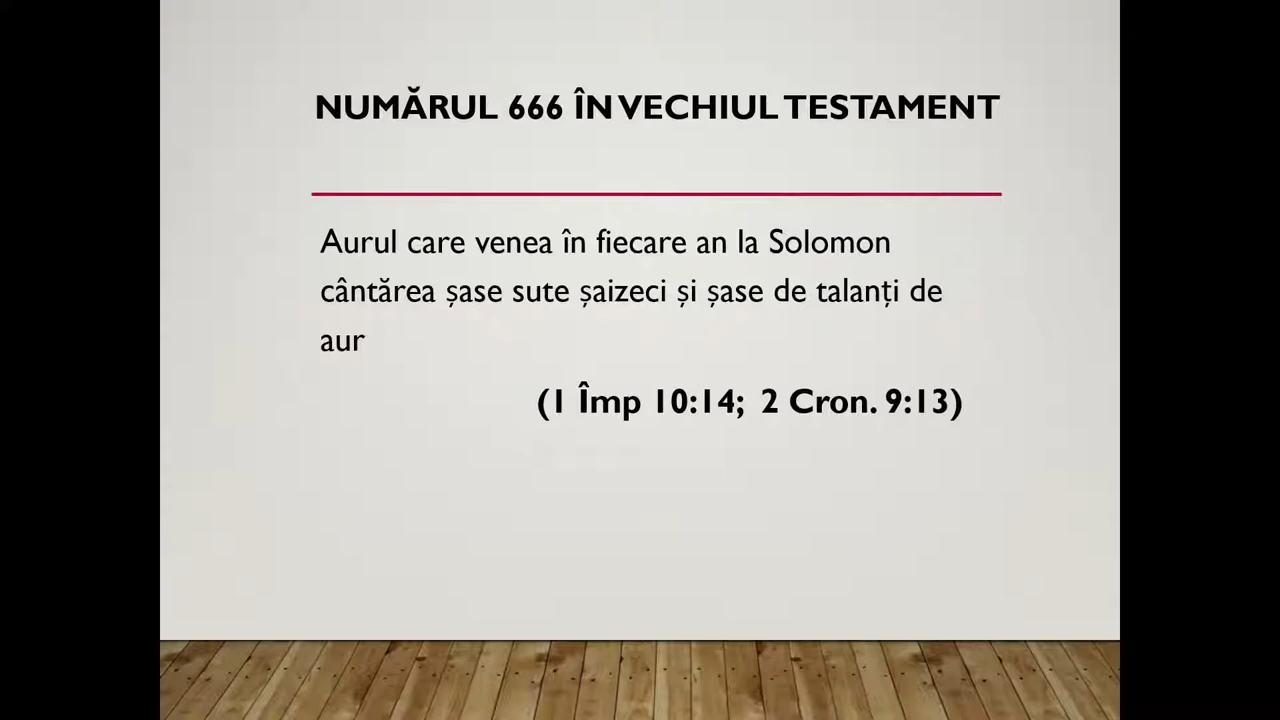 NUMĂRUL 666 ÎN VECHIUL TESTAMENT
Aurul care venea în fiecare an la Solomon
cântărea șase sute șaizeci și șase de talanți de
aur
(1 Împ 10:14; 2 Cron. 9:13)